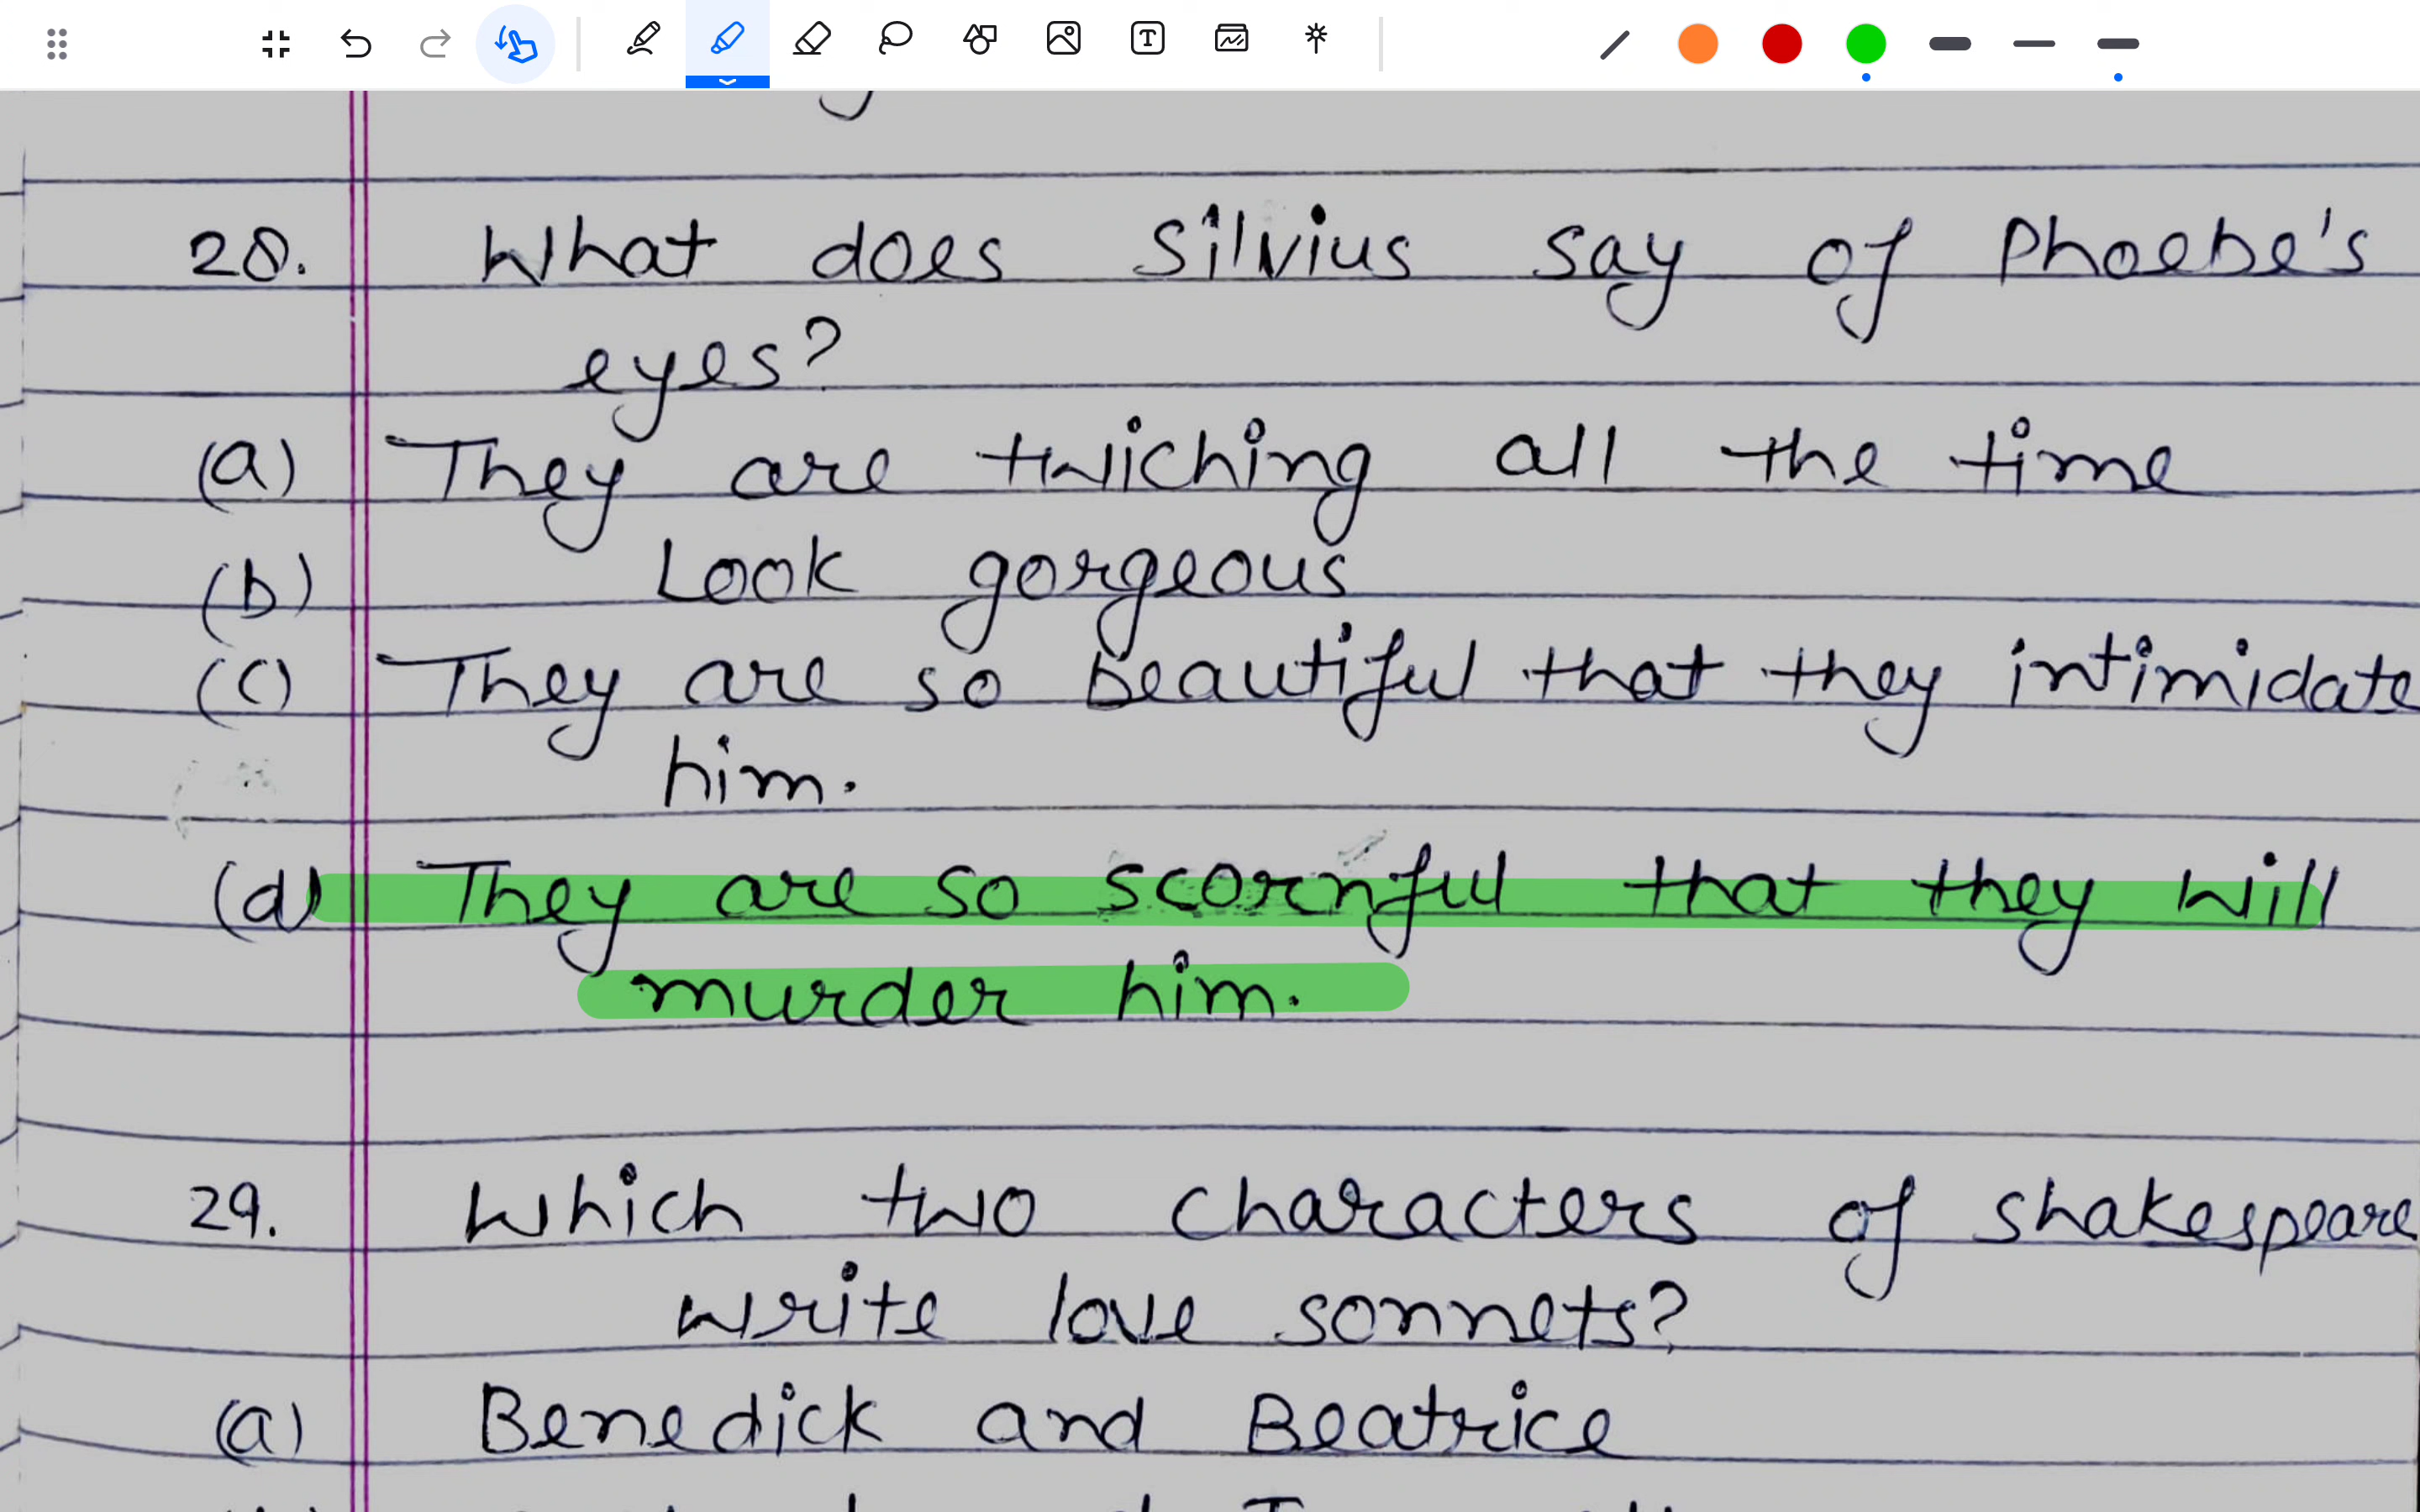 28. What does Silvius say of Phoebe's
eyes?
(a) They are twiching all the time
(b) Look gorgeous
(c) They are so beautiful that they intimidate
him.
(d) They are so scornful that they will
murder him.
29. Which two characters of shakespeare
write love sonnets?
(a) Benedick and Beatrice